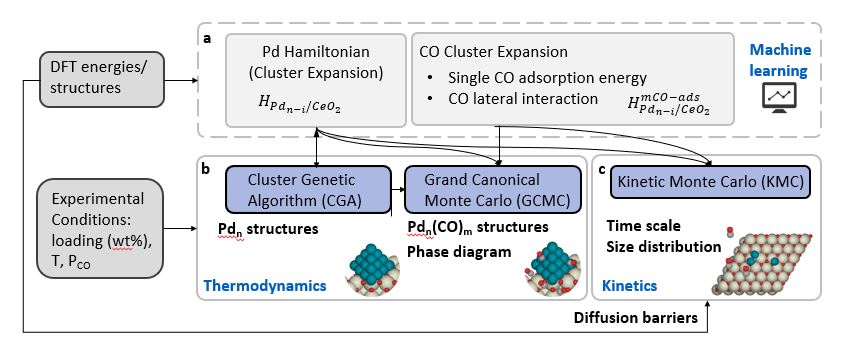 DFT energies/
structures
a
Pd Hamiltonian
(Cluster Expansion)
H_{Pd_{n-i}/CeO_2}
CO Cluster Expansion
• Single CO adsorption energy
• CO lateral interaction H^{mCO-ads}_{Pd_{n-i}/CeO_2}
Machine
learning
Experimental
Conditions:
loading (wt%),
T, P_{CO}
b
Cluster Genetic
Algorithm (CGA)
Pd_n structures
Grand Canonical
Monte Carlo (GCMC)
Pd_n(CO)_m structures
Phase diagram
Thermodynamics
c
Kinetic Monte Carlo (KMC)
Time scale
Size distribution
Kinetics
Diffusion barriers